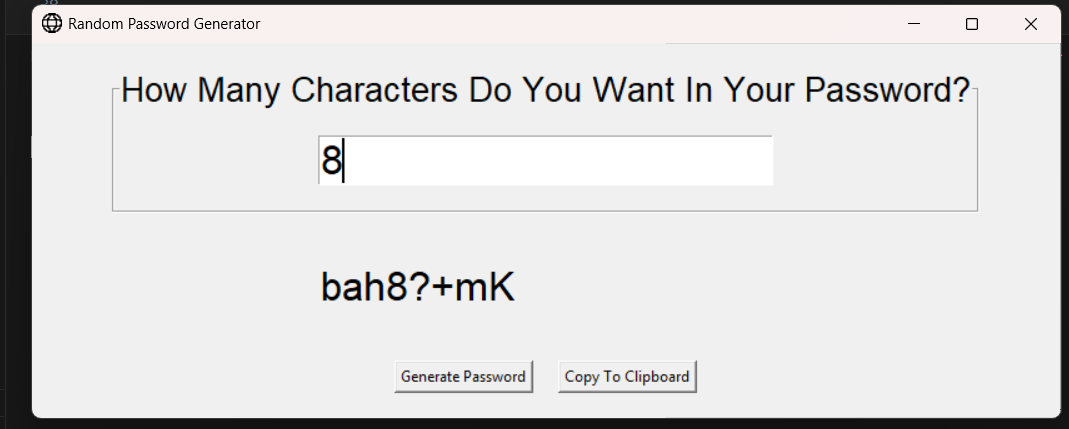 Random Password Generator
How Many Characters Do You Want In Your Password?
8
bah8?+mK
Generate Password Copy To Clipboard